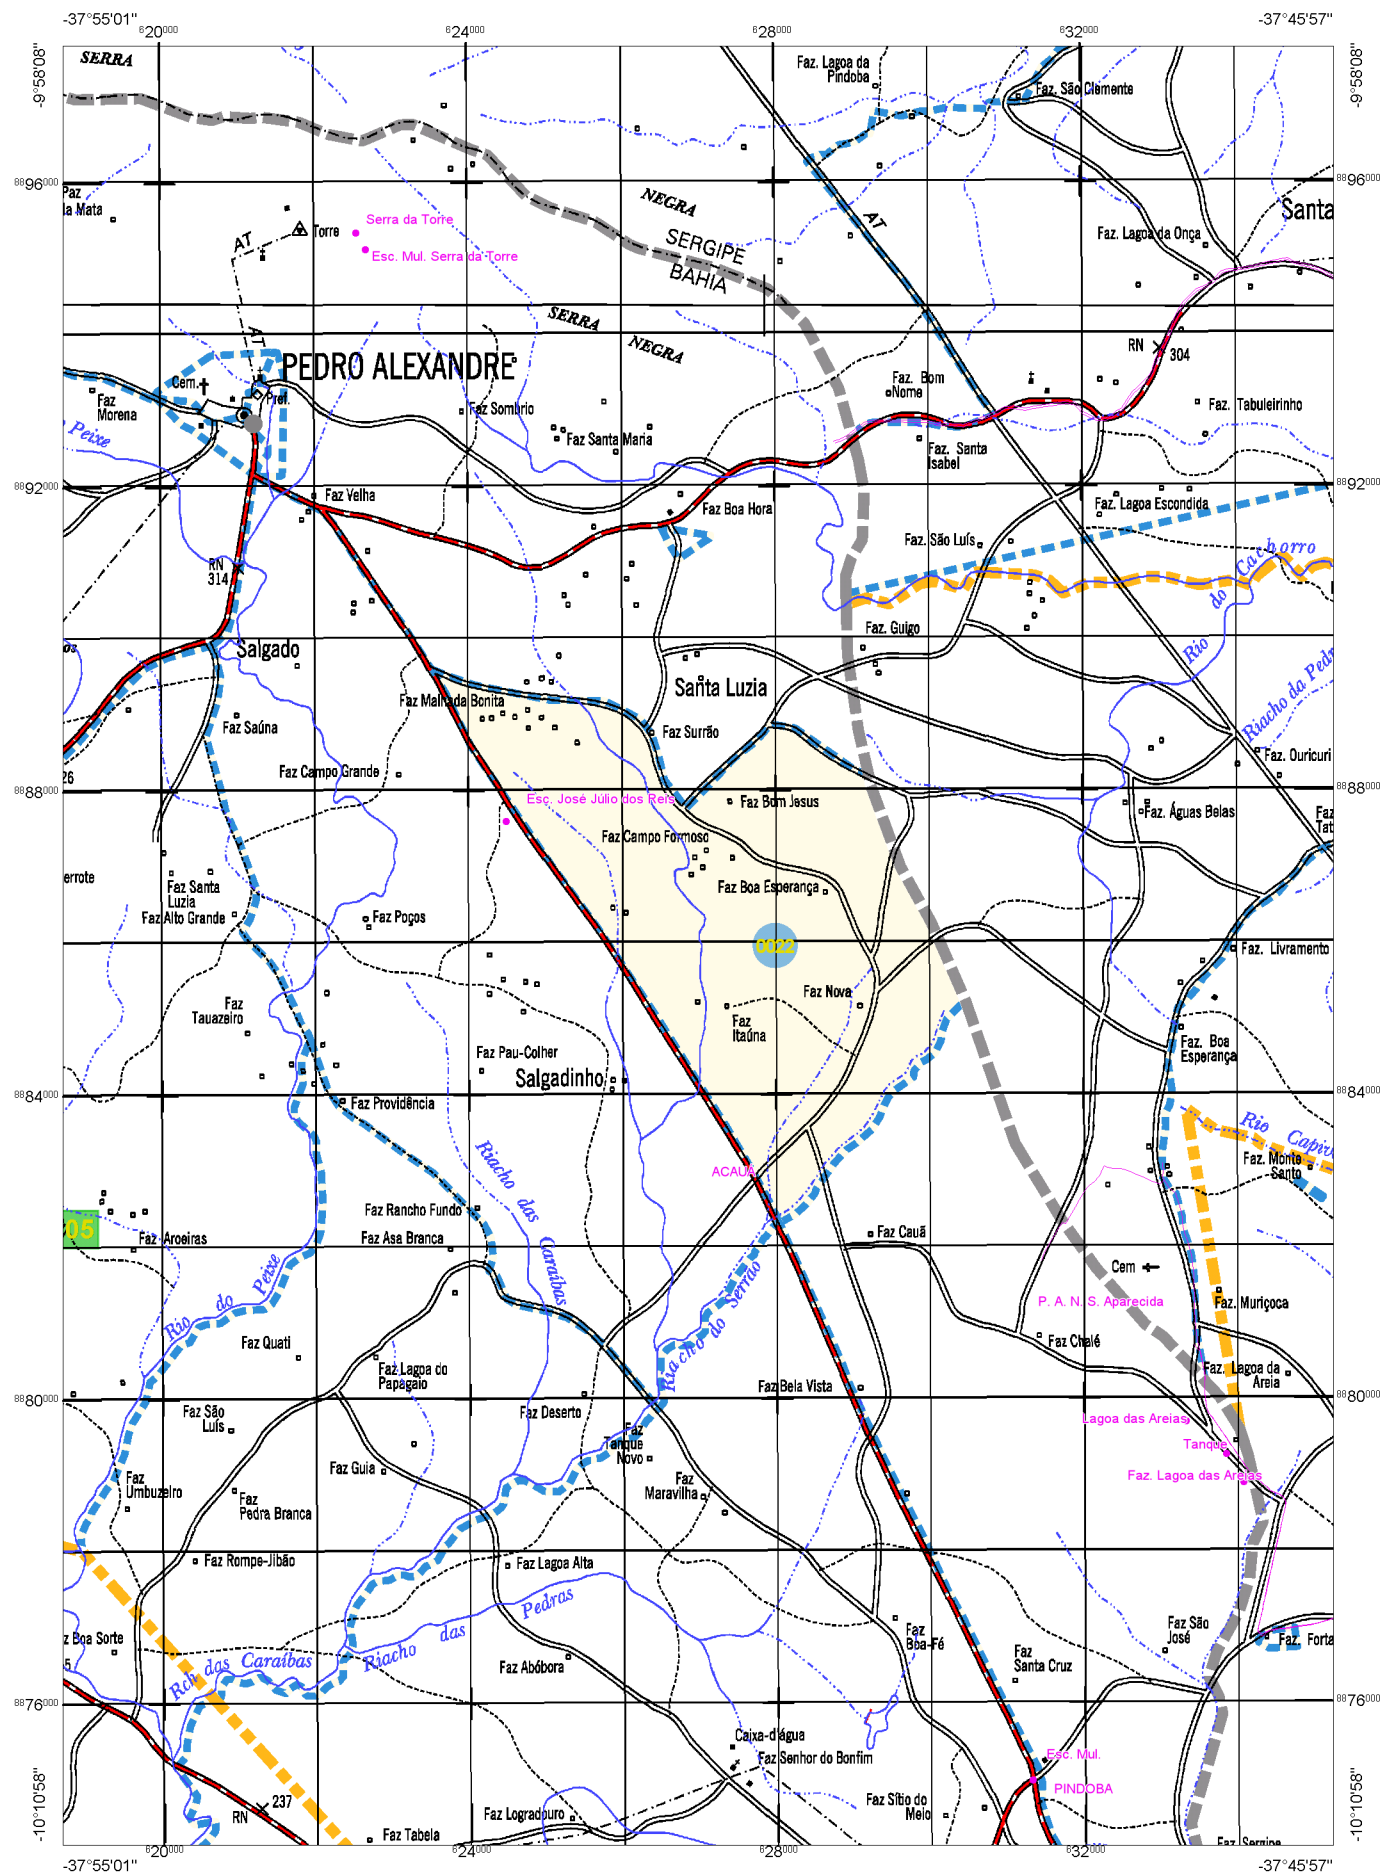 -37°55'01"
-37°45'57"
620000
624000
628000
632000
-9°58'08"
-9°58'08"
SERRA
Faz. Lagoa da
Pindoba
Faz. São Clemente
8896000
8896000
la Mata
Torre
AT
Serra da Torre
Esc. Mul. Serra da Torre
NEGRA
SERGIPE
BAHIA
AT
Santa
Faz. Lagoa da Onça
SERRA
NEGRA
AT
RN
304
PEDRO ALEXANDRE
Cem.
Pref.
Faz
Morena
Peixe
Faz Sombrio
Faz Santa Maria
Faz. Bom
Nome
Faz. Tabuleirinho
Faz. Santa
Isabel
8892000
8892000
Faz Velha
Faz Boa Hora
Faz. Lagoa Escondida
Faz. São Luís
RN
314
Rio
do
Cachorro
Faz. Guigo
Salgado
Santa Luzia
Rio
Riacho da Pedr
Faz Malhada Bonita
Faz Saúna
Faz Surrão
Faz. Ouricuri
Faz Campo Grande
26
8888000
8888000
Esç. José Júlio dos Reis
Faz Bom Jesus
Faz. Águas Belas
Faz
Tat
Faz Campo Formoso
errote
Faz Santa
Luzia
Faz Boa Esperança
Faz Alto Grande
Faz Poços
0022
Faz. Livramento
Faz
Tauazeiro
Faz Nova
Faz
Itaúna
Faz. Boa
Esperança
Faz Pau-Colher
Salgadinho
8884000
8884000
Faz Providência
Rio Capiv
Riacho das Caraíbas
Faz. Monte
Santo
ACAUÃ
Faz Rancho Fundo
05
Faz. Aroeiras
Faz Asa Branca
Faz Cauã
Cem
Rio do Peixe
Riacho do Serrão
P. A. N. S. Aparecida
Faz. Muriçoca
Faz Quati
Faz Chalé
Faz Lagoa do
Papagaio
Faz. Lagoa da
Areia
Faz Bela Vista
8880000
8880000
Faz São
Luís
Faz Deserto
Lagoa das Areias
Faz
Tanque
Novo
Tanque
Faz Guia
Faz. Lagoa das Areias
Faz
Umbuzeiro
Faz
Maravilha
Faz
Pedra Branca
Faz Rompe-Jibão
Faz Lagoa Alta
Riacho das Pedras
z Boa Sorte
Faz
Boa-Fé
Faz São
José
Faz. Forta
5
Rch das Caraíbas
Faz Abóbora
Faz
Santa Cruz
8876000
8876000
Caixa-d'água
Faz Senhor do Bonfim
Esc. Mul.
PINDOBA
RN
237
Faz Logradouro
Faz Sítio do
Meio
Faz Tabela
Faz Sergipe
-10°10'58"
-10°10'58"
620000
624000
628000
632000
-37°55'01"
-37°45'57"